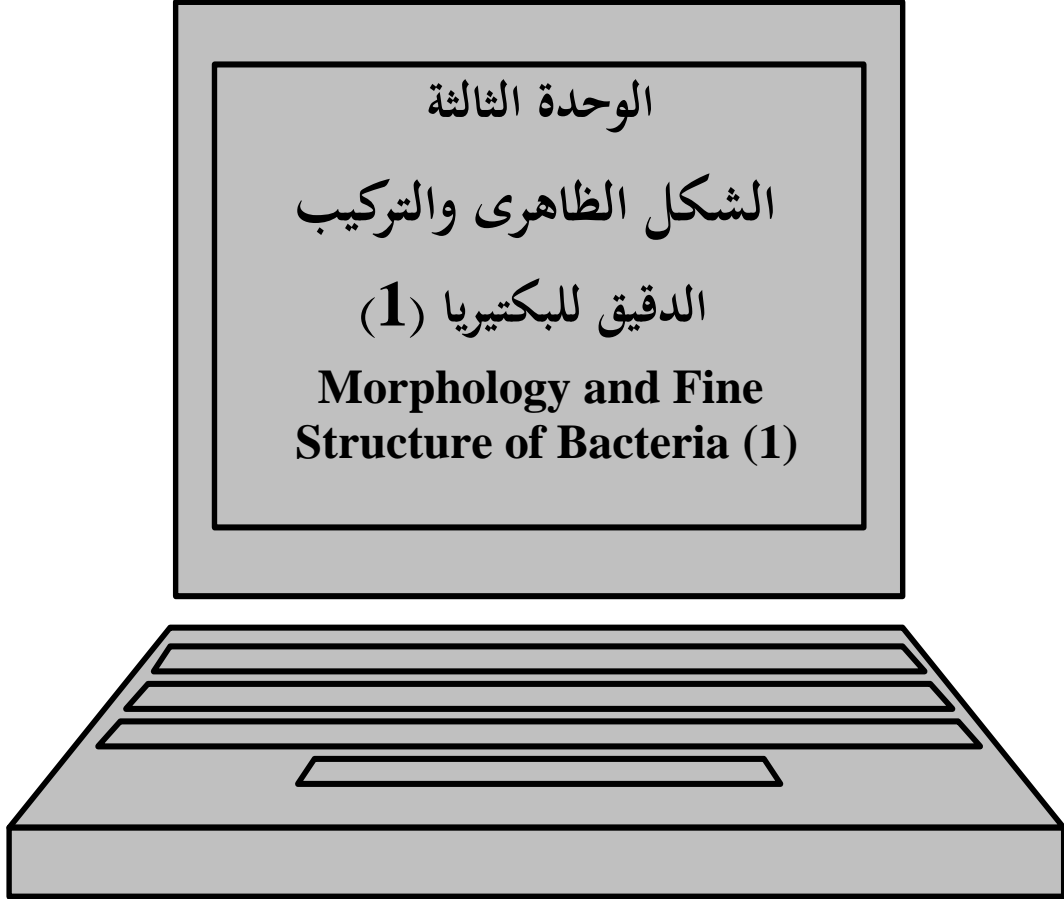 الوحدة الثالثة
الشكل الظاهرى والتركيب
الدقيق للبكتيريا (1)
Morphology and Fine
Structure of Bacteria (1)